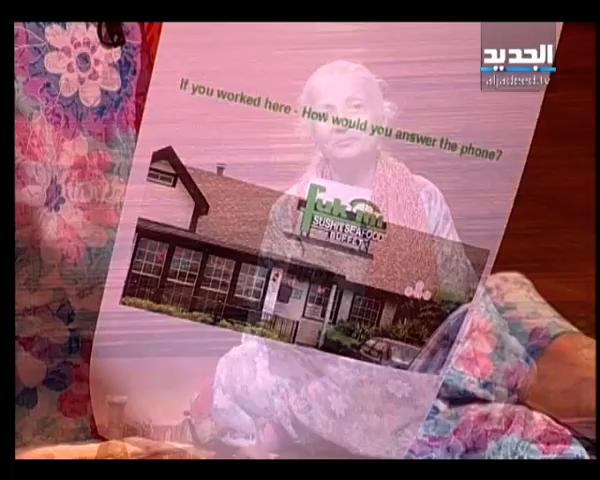 الجديد
aljadeed.tv
If you worked here - How would you answer the phone?
fuk mi
SUSHI SEAFOOD
BUFFET